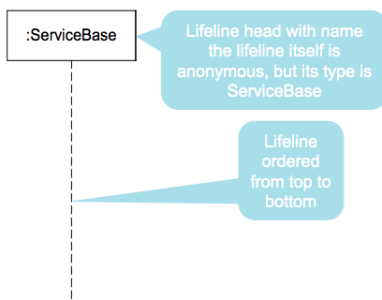 :ServiceBase
Lifeline head with name
the lifeline itself is
anonymous, but its type is
ServiceBase
Lifeline
ordered
from top to
bottom